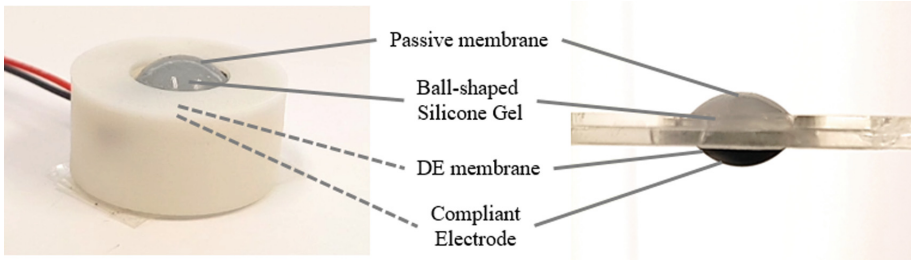 Passive membrane
Ball-shaped
Silicone Gel
DE membrane
Compliant
Electrode